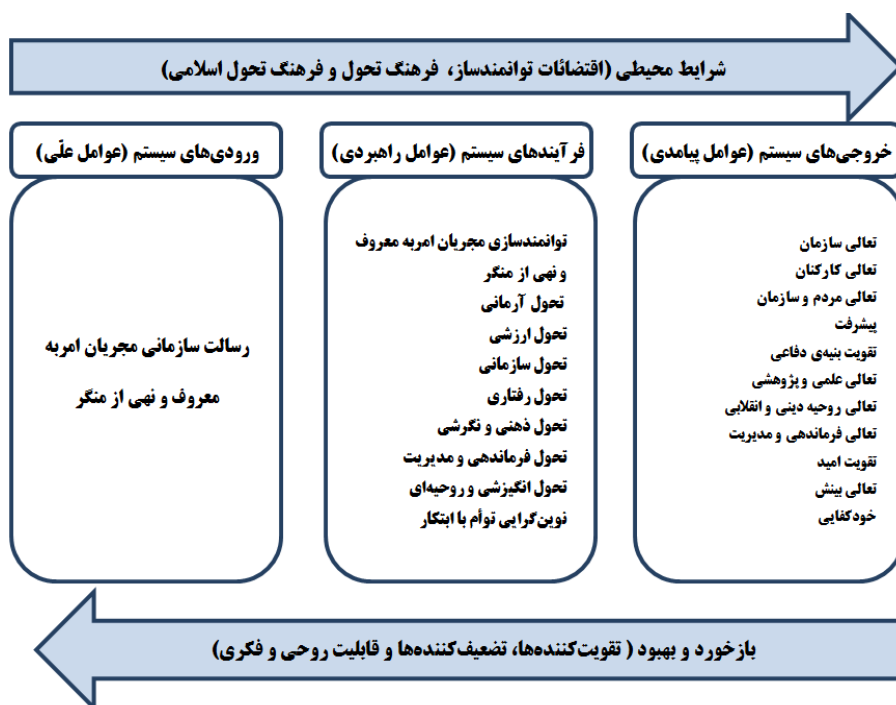 شرایط محیطی (اقتضائات توانمندساز، فرهنگ تحول و فرهنگ تحول اسلامی)
خروجی‌های سیستم (عوامل پیامدی)
تعالی سازمان
تعالی کارکنان
تعالی مردم و سازمان
پیشرفت
تقویت بنیه‌ی دفاعی
تعالی علمی و پژوهشی
تعالی روحیه دینی و انقلابی
تعالی فرماندهی و مدیریت
تقویت امید
تعالی بینش
خودکفایی
فرآیندهای سیستم (عوامل راهبردی)
توانمندسازی مجریان امربه معروف
و نهی از منگر
تحول آرمانی
تحول ارزشی
تحول سازمانی
تحول رفتاری
تحول ذهنی و نگرشی
تحول فرماندهی و مدیریت
تحول انگیزشی و روحیه‌ای
نوین‌گرایی توأم با ابتکار
ورودی‌های سیستم (عوامل علّی)
رسالت سازمانی مجریان امربه
معروف و نهی از منگر
بازخورد و بهبود ( تقویت‌کننده‌ها، تضعیف‌کننده‌ها و قابلیت روحی و فکری)